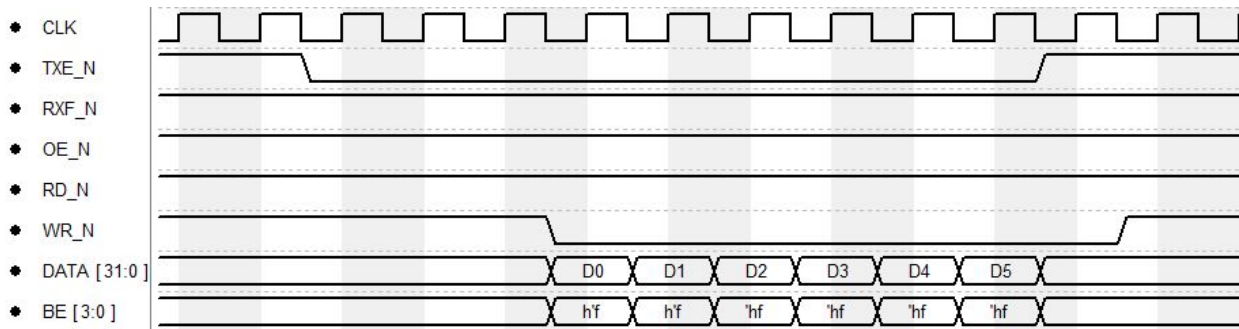 CLK
TXE_N
RXF_N
OE_N
RD_N
WR_N
DATA [31:0] D0 D1 D2 D3 D4 D5
BE [3:0] h'f h'f 'hf 'hf 'hf 'hf